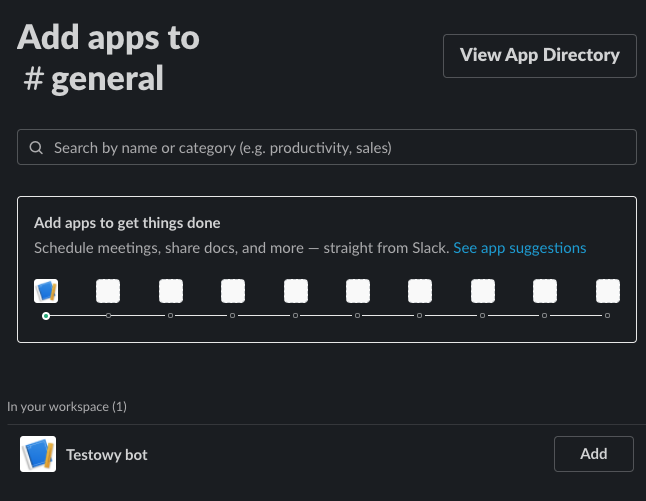 Add apps to
# general
View App Directory
Search by name or category (e.g. productivity, sales)
Add apps to get things done
Schedule meetings, share docs, and more — straight from Slack. See app suggestions
In your workspace (1)
Testowy bot
Add